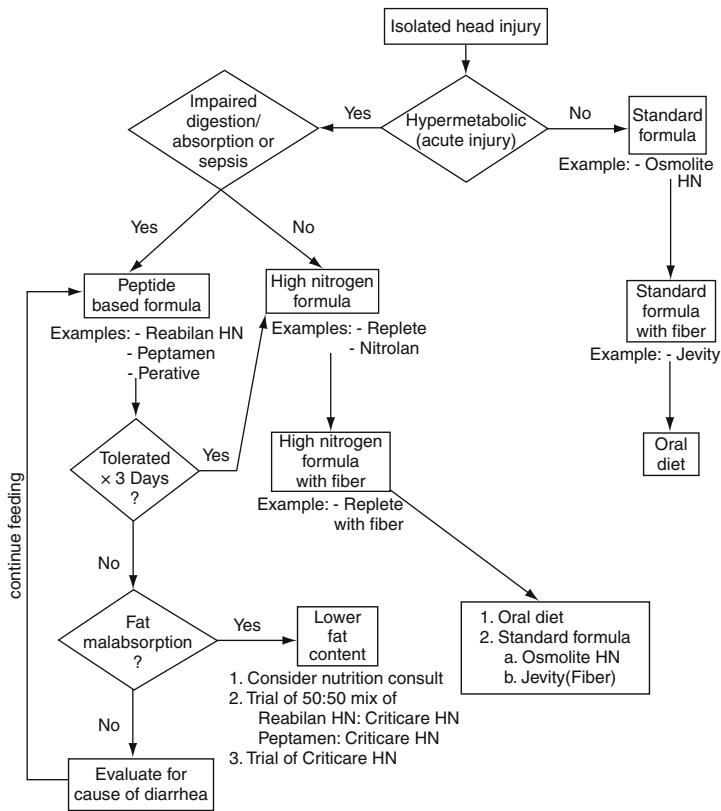 Isolated head injury
Impaired
digestion/
absorption or
sepsis
Yes
Hypermetabolic
(acute injury)
No
Standard
formula
Example: - Osmolite
HN
Yes
No
Peptide
based formula
High nitrogen
formula
Standard
formula
with fiber
Examples: - Reabilan HN
- Peptamen
- Perative
Examples: - Replete
- Nitrolan
Example: - Jevity
Tolerated
× 3 Days
?
Yes
High nitrogen
formula
with fiber
Example: - Replete
with fiber
Oral
diet
continue feeding
No
Fat
malabsorption
?
Yes
Lower
fat
content
1. Oral diet
2. Standard formula
a. Osmolite HN
b. Jevity(Fiber)
1. Consider nutrition consult
2. Trial of 50:50 mix of
Reabilan HN: Criticare HN
Peptamen: Criticare HN
3. Trial of Criticare HN
No
Evaluate for
cause of diarrhea